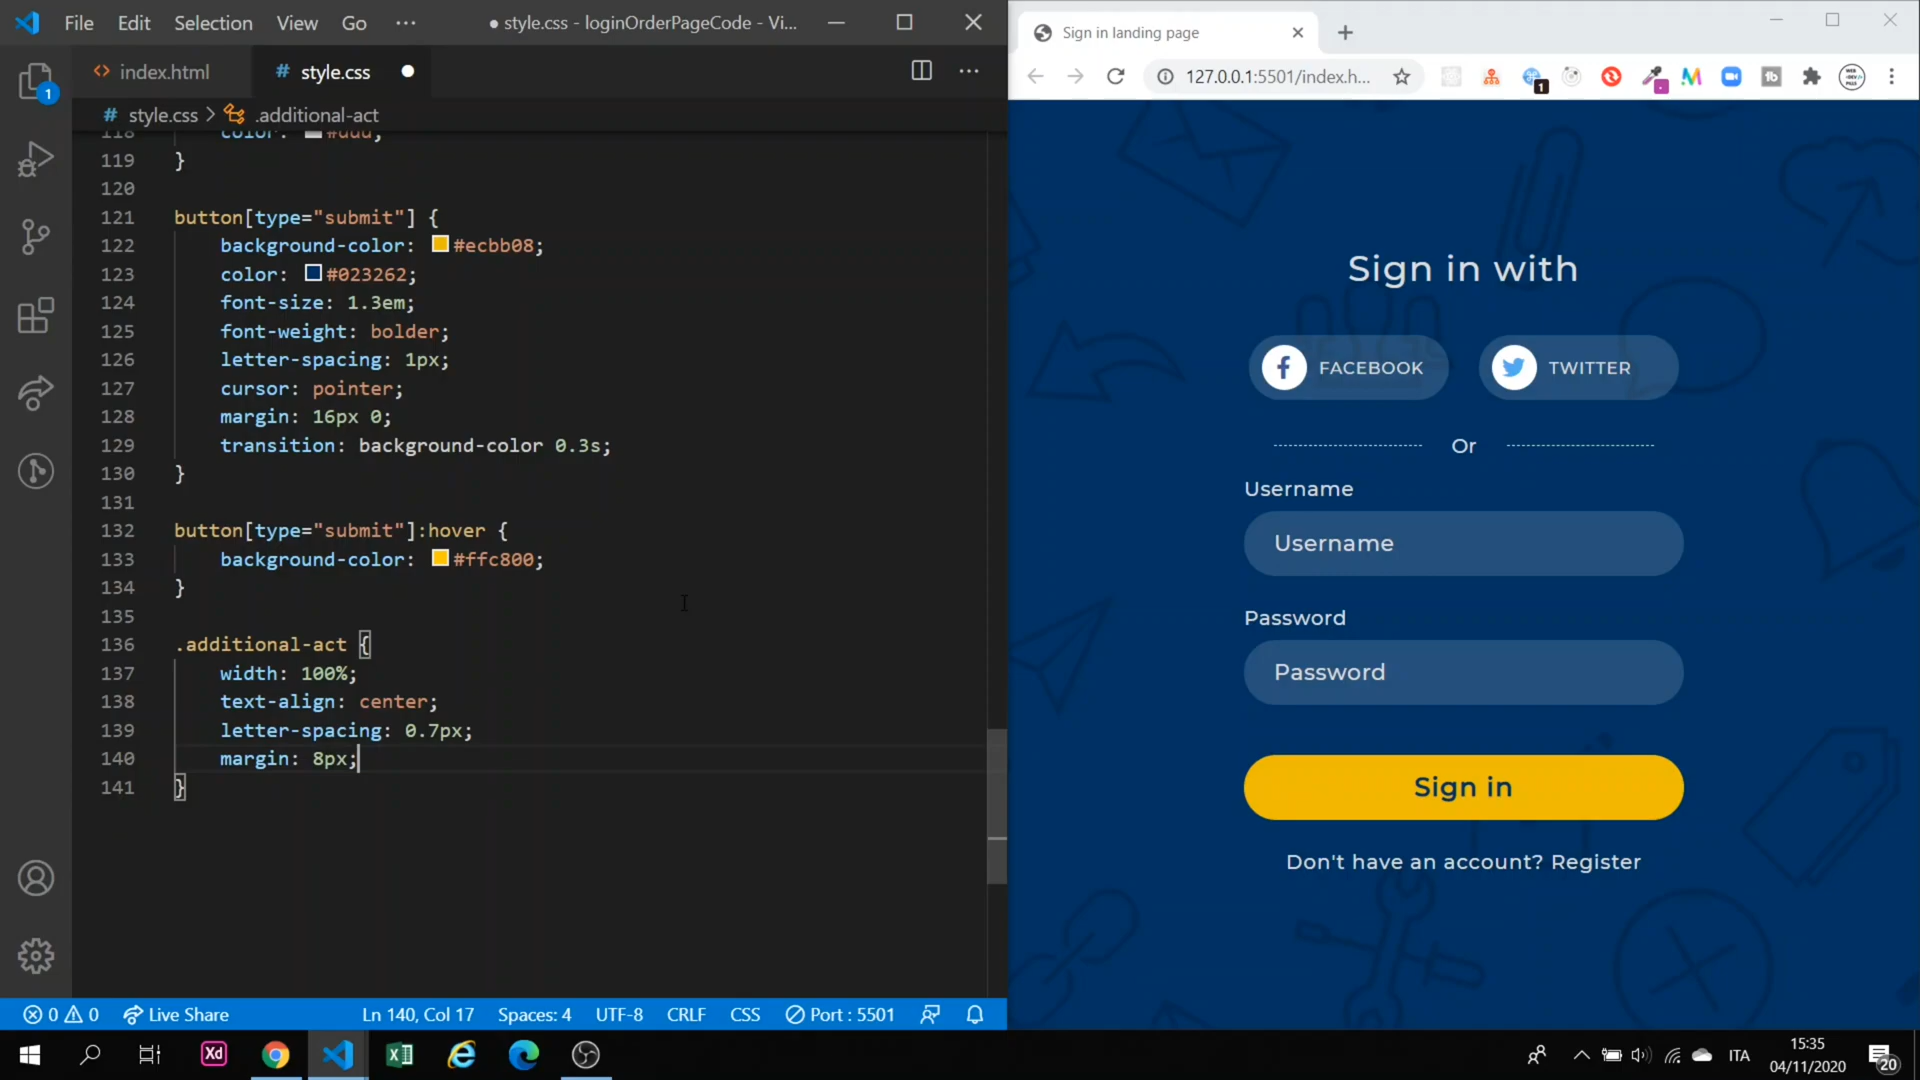 File Edit Selection View Go ··· ● style.css - loginOrderPageCode - Vi...
index.html
# style.css
# style.css > .additional-act
118 color: #ddd;
119 }
120
121 button[type="submit"] {
122 background-color: #ecbb08;
123 color: #023262;
124 font-size: 1.3em;
125 font-weight: bolder;
126 letter-spacing: 1px;
127 cursor: pointer;
128 margin: 16px 0;
129 transition: background-color 0.3s;
130 }
131
132 button[type="submit"]:hover {
133 background-color: #ffc800;
134 }
135
136 .additional-act {
137 width: 100%;
138 text-align: center;
139 letter-spacing: 0.7px;
140 margin: 8px;
141 }
1
0 0 Live Share Ln 140, Col 17 Spaces: 4 UTF-8 CRLF CSS Port : 5501
Sign in landing page
127.0.0.1:5501/index.h...
1
Sign in with
FACEBOOK
TWITTER
Or
Username
Username
Password
Password
Sign in
Don't have an account? Register
Xd
ITA
15:35
04/11/2020
20